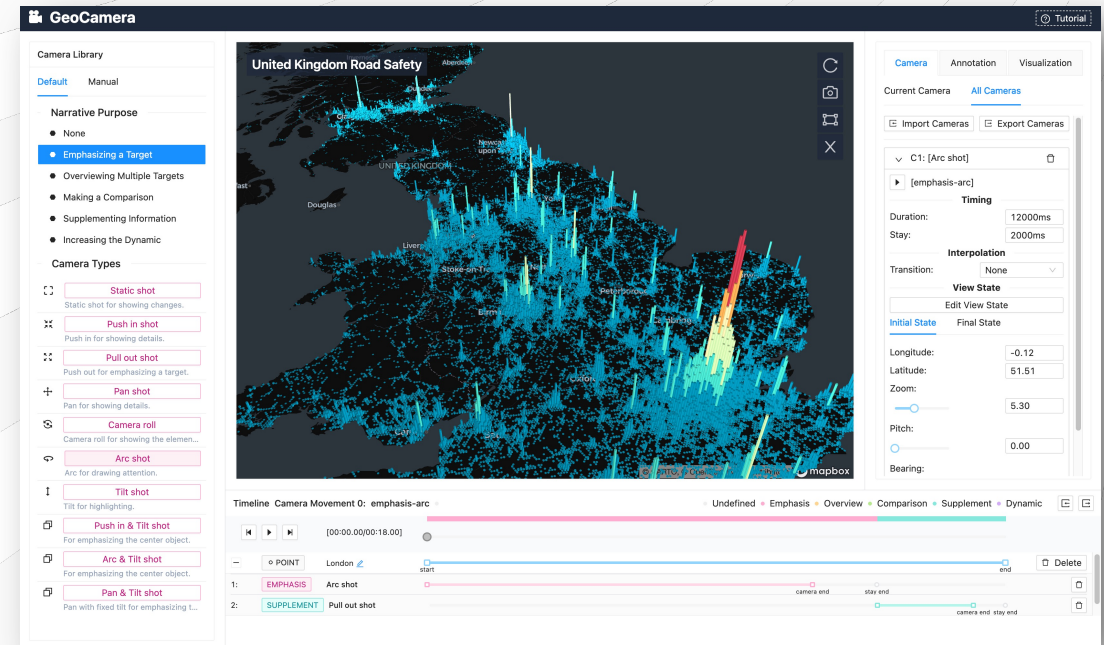 GeoCamera
Tutorial
Camera Library
Default Manual
Narrative Purpose
None
Emphasizing a Target
Overviewing Multiple Targets
Making a Comparison
Supplementing Information
Increasing the Dynamic
Camera Types
Static shot
Static shot for showing changes.
Push in shot
Push in for showing details.
Pull out shot
Push out for emphasizing a target.
Pan shot
Pan for showing details.
Camera roll
Camera roll for showing the elemen...
Arc shot
Arc for drawing attention.
Tilt shot
Tilt for highlighting.
Push in & Tilt shot
For emphasizing the center object.
Arc & Tilt shot
For emphasizing the center object.
Pan & Tilt shot
Pan with fixed tilt for emphasizing t...
United Kingdom Road Safety
Aberdeen
Dundee
Newcas
upon
UNITED KINGDOM
Douglas
Liver
Stoke-on-Tre
Peterborough
Birm
Cambridg
Oxford
mapbox
Camera Annotation Visualization
Current Camera All Cameras
Import Cameras Export Cameras
C1: [Arc shot]
[emphasis-arc]
Timing
Duration: 12000ms
Stay: 2000ms
Interpolation
Transition: None
View State
Edit View State
Initial State Final State
Longitude: -0.12
Latitude: 51.51
Zoom:
5.30
Pitch:
0.00
Bearing:
Timeline Camera Movement 0: emphasis-arc
Undefined Emphasis Overview Comparison Supplement Dynamic
[00:00.00/00:18.00]
POINT London start end Delete
1: EMPHASIS Arc shot camera end stay end
2: SUPPLEMENT Pull out shot camera end stay end